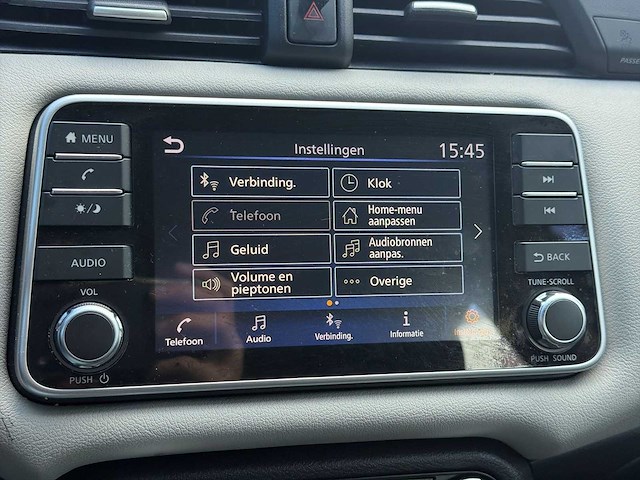 PASSE
MENU
Instellingen
15:45
Verbinding.
Klok
Telefoon
Home-menu
aanpassen
Geluid
Audiobronnen
aanpas.
Volume en
pieptonen
Overige
AUDIO
BACK
VOL
TUNE-SCROLL
Telefoon
Audio
Verbinding.
Informatie
PUSH
PUSH SOUND